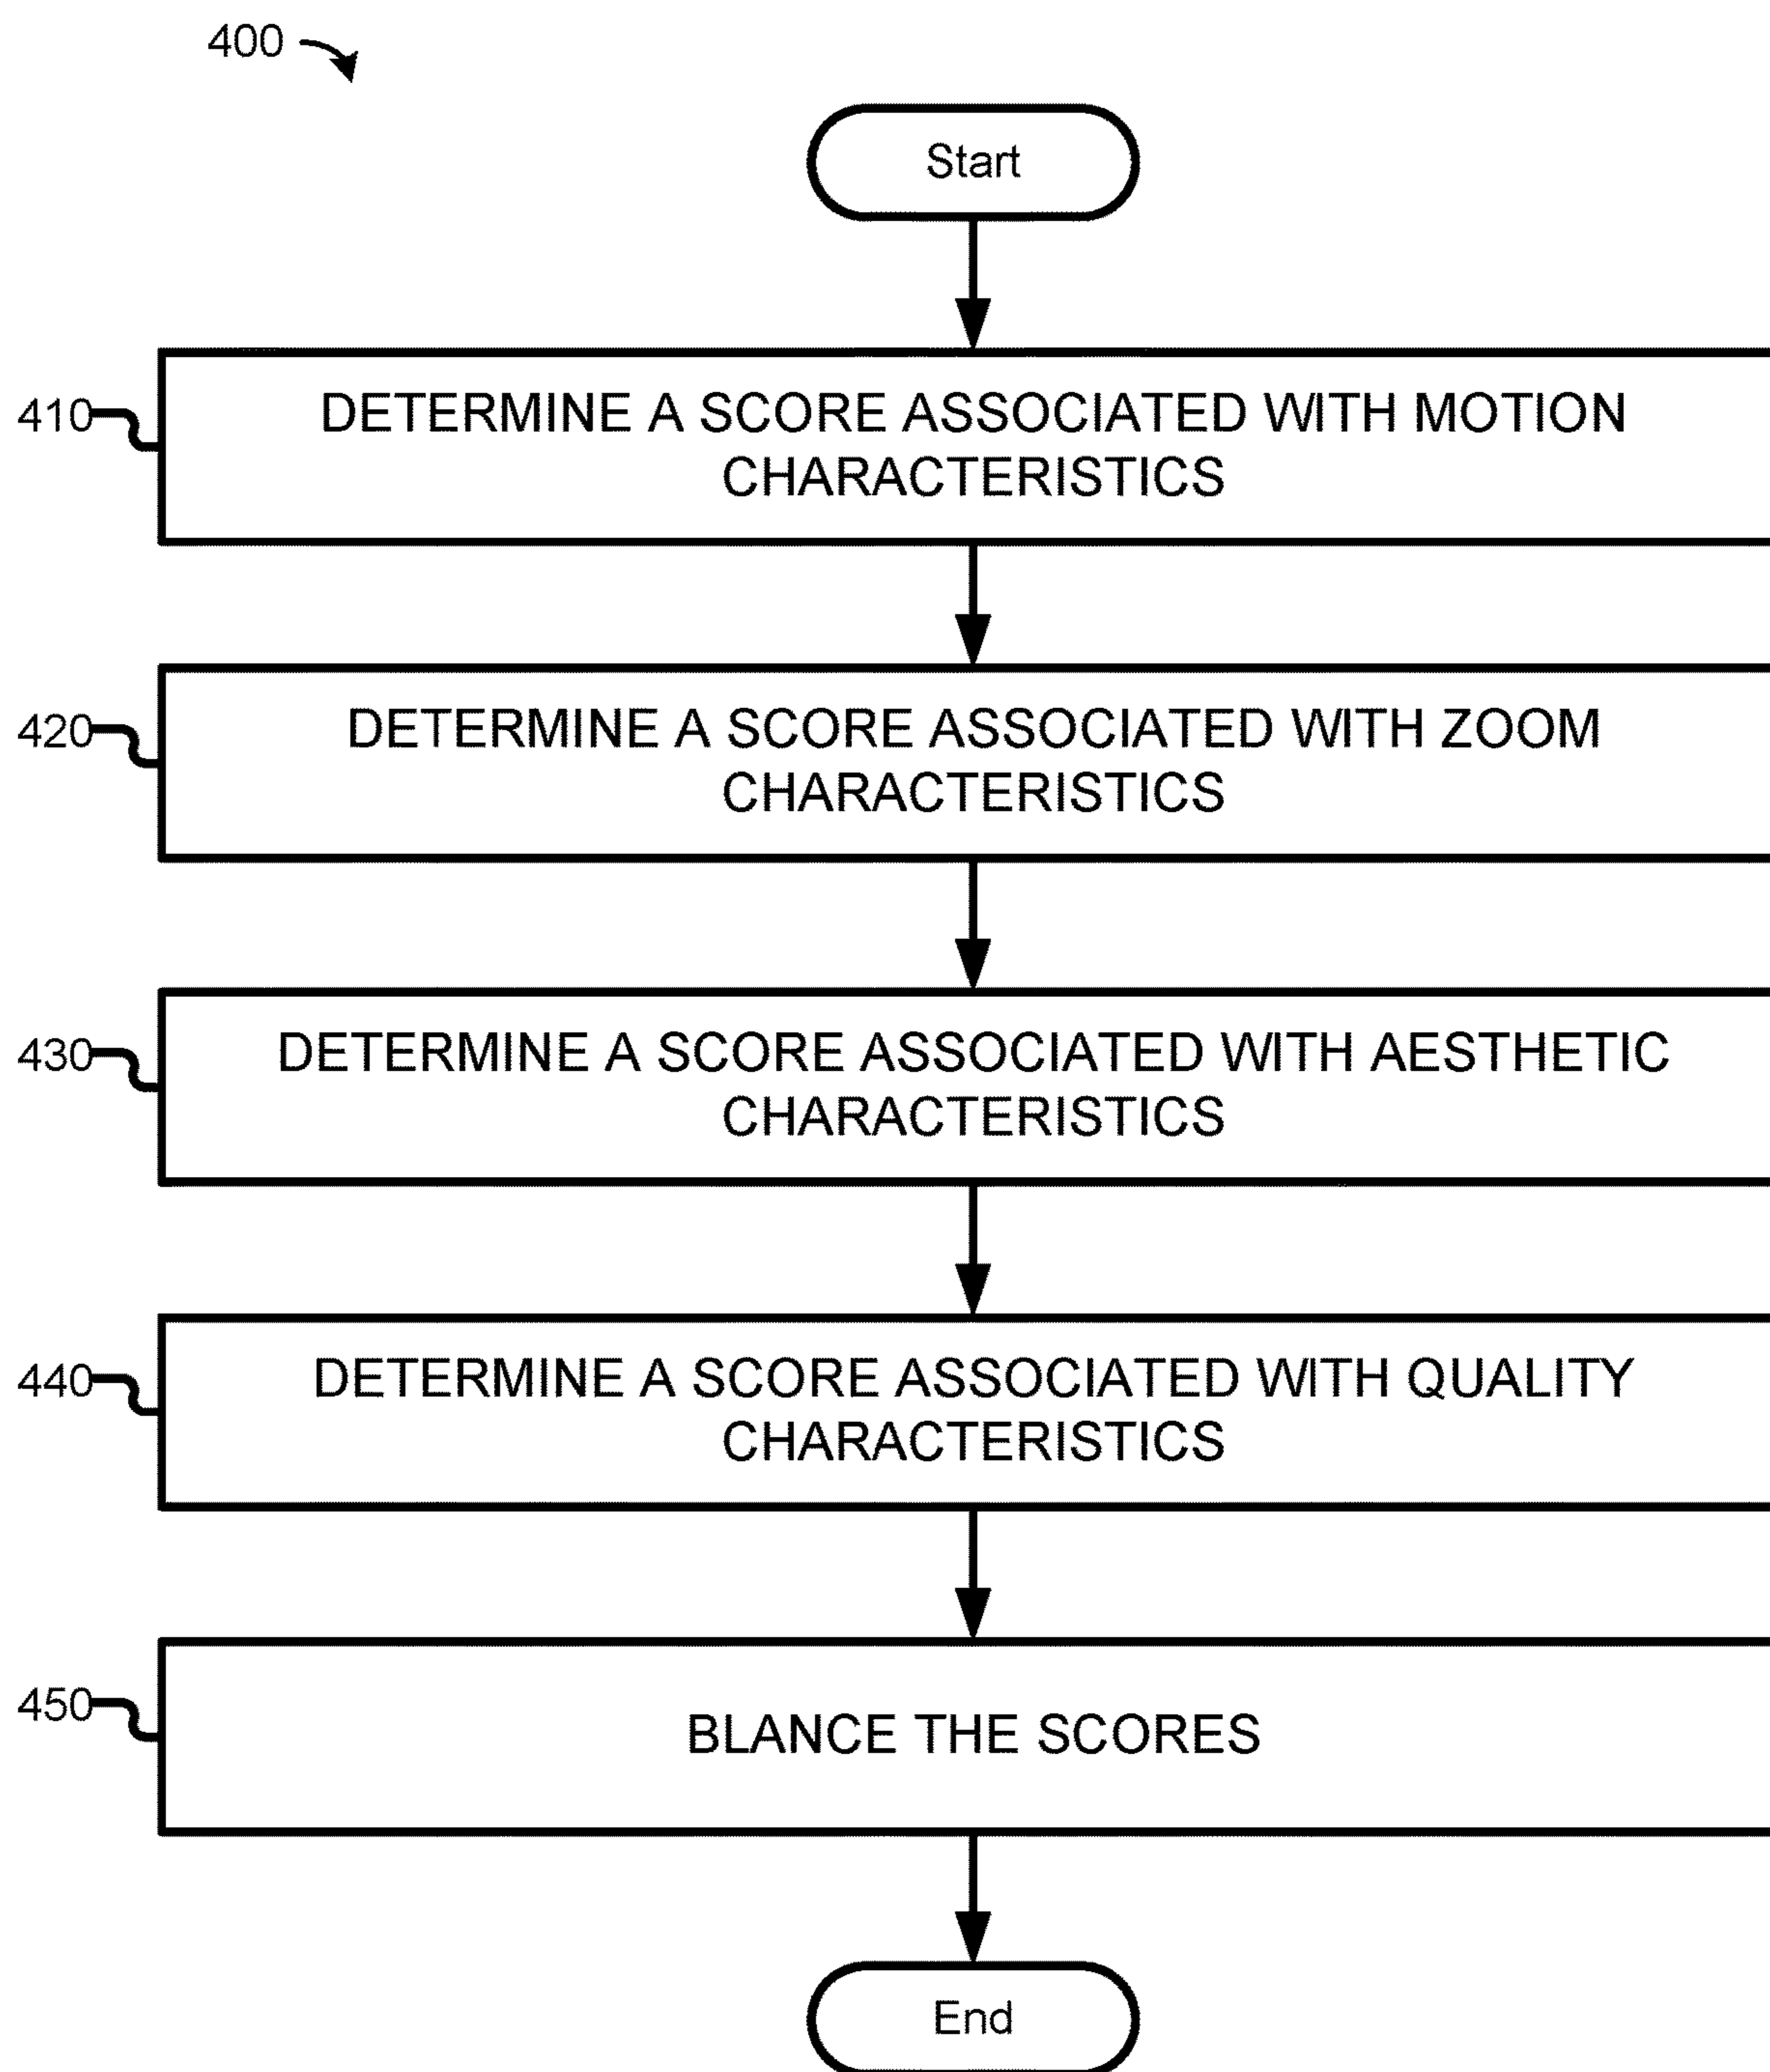 400
Start
410
DETERMINE A SCORE ASSOCIATED WITH MOTION
CHARACTERISTICS
420
DETERMINE A SCORE ASSOCIATED WITH ZOOM
CHARACTERISTICS
430
DETERMINE A SCORE ASSOCIATED WITH AESTHETIC
CHARACTERISTICS
440
DETERMINE A SCORE ASSOCIATED WITH QUALITY
CHARACTERISTICS
450
BLANCE THE SCORES
End